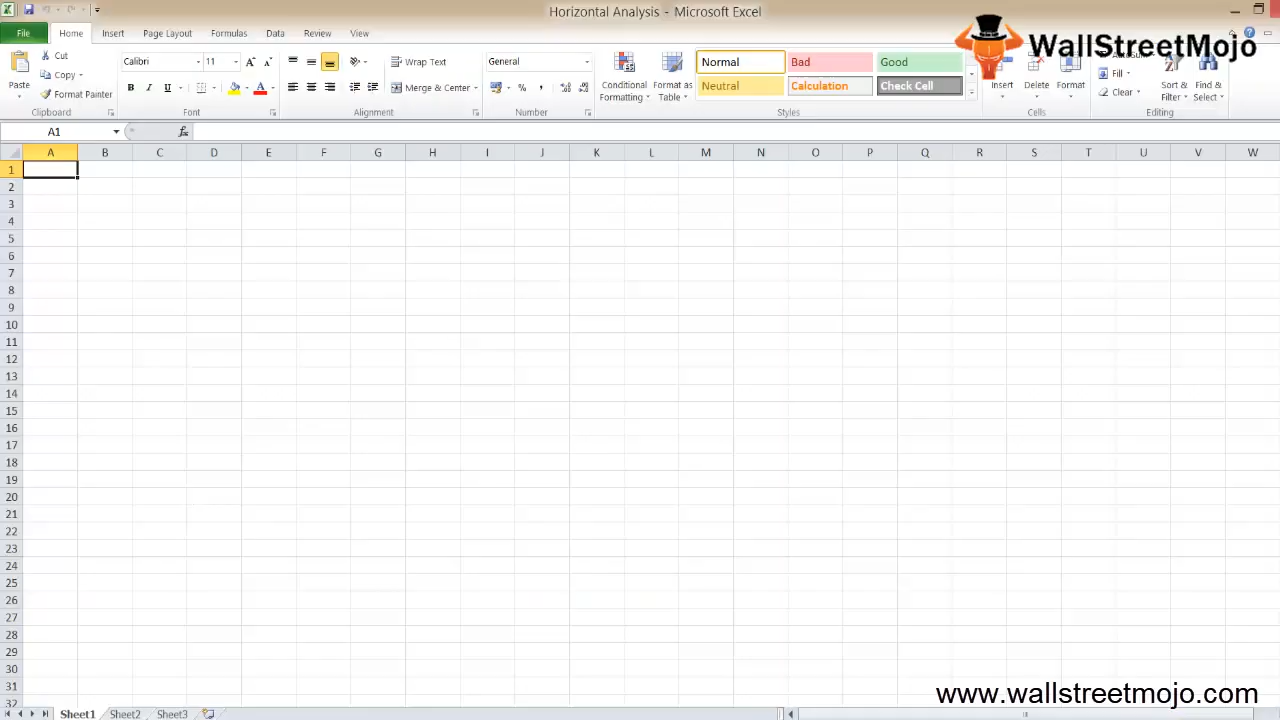 Horizontal Analysis - Microsoft Excel
File Home Insert Page Layout Formulas Data Review View
WallStreetMojo
Paste
Cut
Copy
Format Painter
Clipboard
Calibri 11
B I U
A A
A
Font
Wrap Text
Merge & Center
Alignment
General
% ,
Number
Conditional Formatting
Format as Table
Normal Bad Good
Neutral Calculation Check Cell
Styles
Insert Delete Format
Cells
Fill
Clear
Sort & Filter
Find & Select
Editing
A1 fx
A B C D E F G H I J K L M N O P Q R S T U V W
1
2
3
4
5
6
7
8
9
10
11
12
13
14
15
16
17
18
19
20
21
22
23
24
25
26
27
28
29
30
31
32
www.wallstreetmojo.com
Sheet1 Sheet2 Sheet3